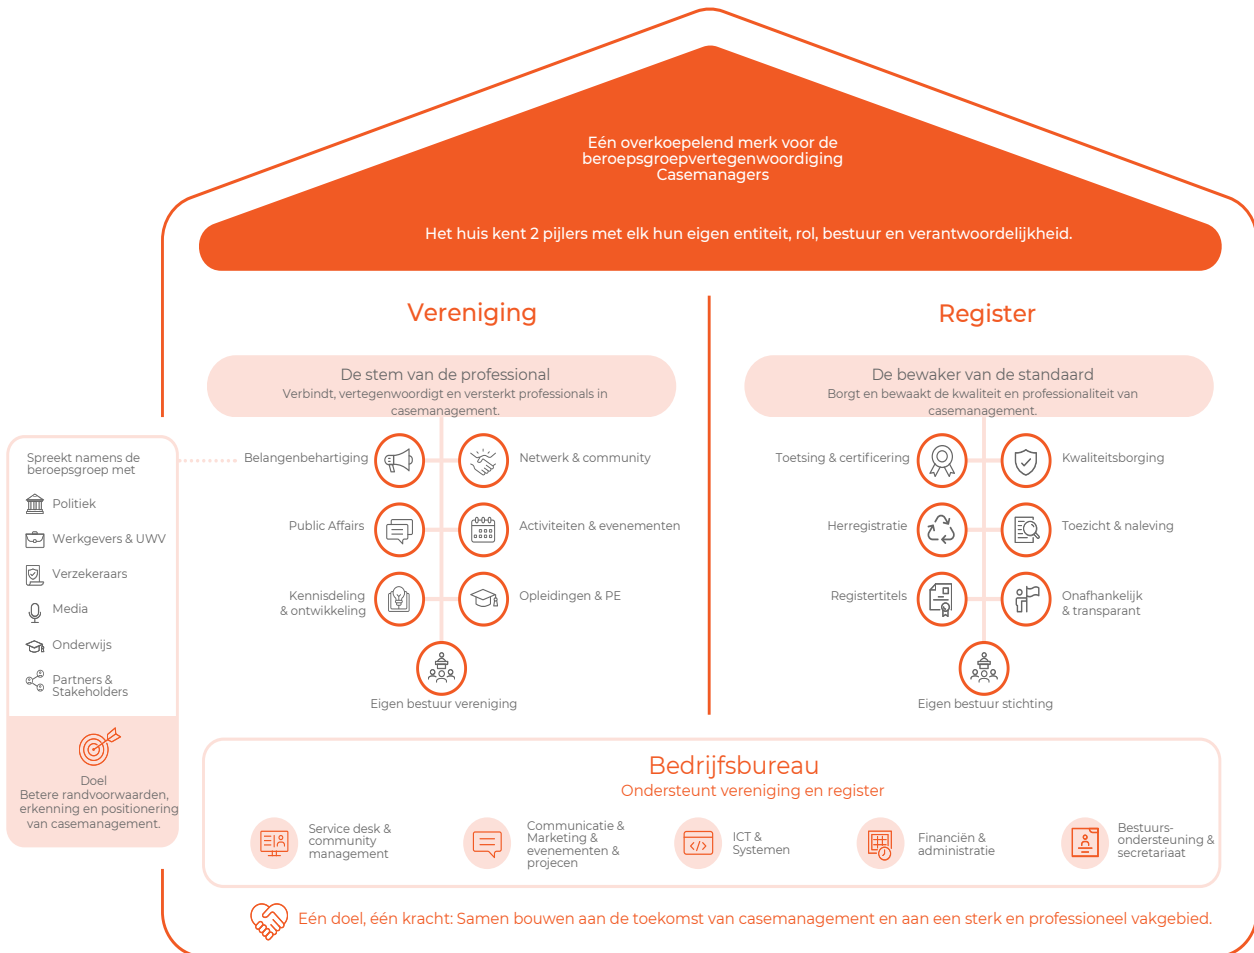 Eén overkoepelend merk voor de
beroepsgroepvertegenwoordiging
Casemanagers
Het huis kent 2 pijlers met elk hun eigen entiteit, rol, bestuur en verantwoordelijkheid.
Vereniging
De stem van de professional
Verbindt, vertegenwoordigt en versterkt professionals in
casemanagement.
Belangenbehartiging
Netwerk & community
Public Affairs
Activiteiten & evenementen
Kennisdeling
& ontwikkeling
Opleidingen & PE
Eigen bestuur vereniging
Register
De bewaker van de standaard
Borgt en bewaakt de kwaliteit en professionaliteit van
casemanagement.
Toetsing & certificering
Kwaliteitsborging
Herregistratie
Toezicht & naleving
Registertitels
Onafhankelijk
& transparant
Eigen bestuur stichting
Spreekt namens de
beroepsgroep met
Politiek
Werkgevers & UWV
Verzekeraars
Media
Onderwijs
Partners &
Stakeholders
Doel
Betere randvoorwaarden,
erkenning en positionering
van casemanagement.
Bedrijfsbureau
Ondersteunt vereniging en register
Service desk &
community
management
Communicatie &
Marketing &
evenementen &
projecen
ICT &
Systemen
Financiën &
administratie
Bestuurs-
ondersteuning &
secretariaat
Eén doel, één kracht: Samen bouwen aan de toekomst van casemanagement en aan een sterk en professioneel vakgebied.